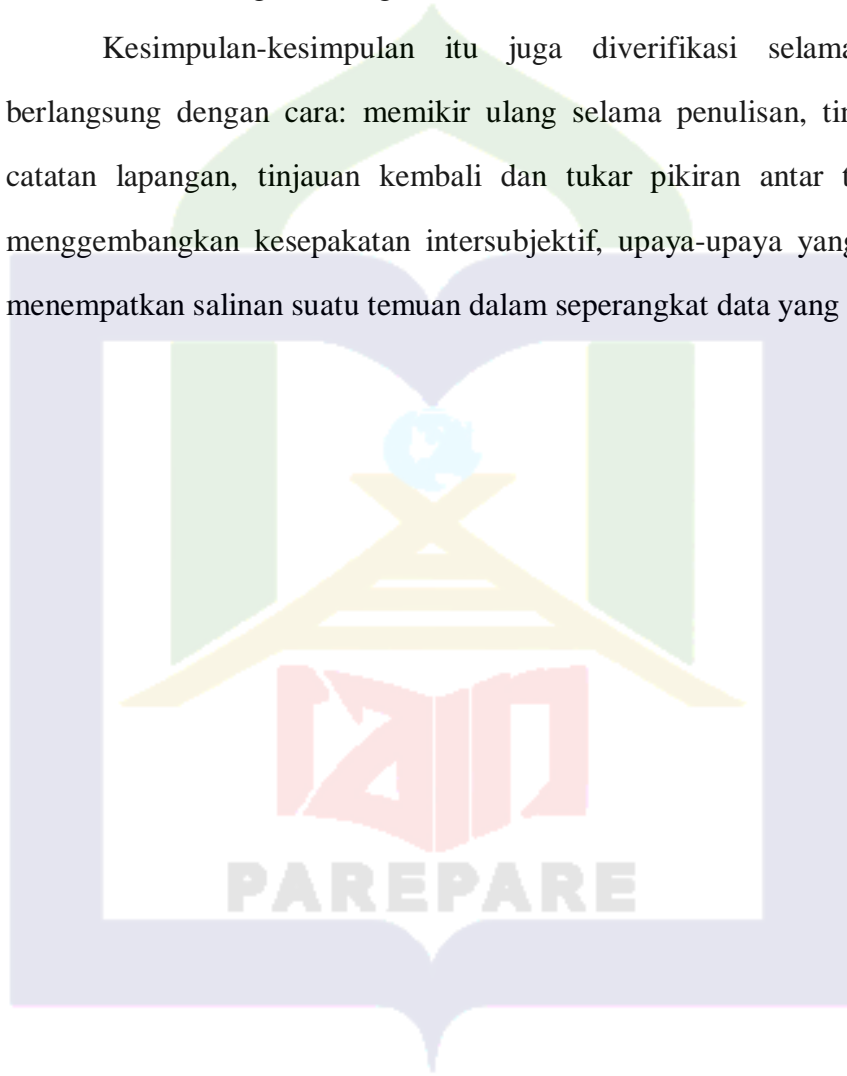 Kesimpulan-kesimpulan itu juga diverifikasi selama
berlangsung dengan cara: memikir ulang selama penulisan,
catatan lapangan, tinjauan kembali dan tukar pikiran antar
menggembangkan kesepakatan intersubjektif, upaya-upaya yang
menempatkan salinan suatu temuan dalam seperangkat data yang
iain
PAREPARE